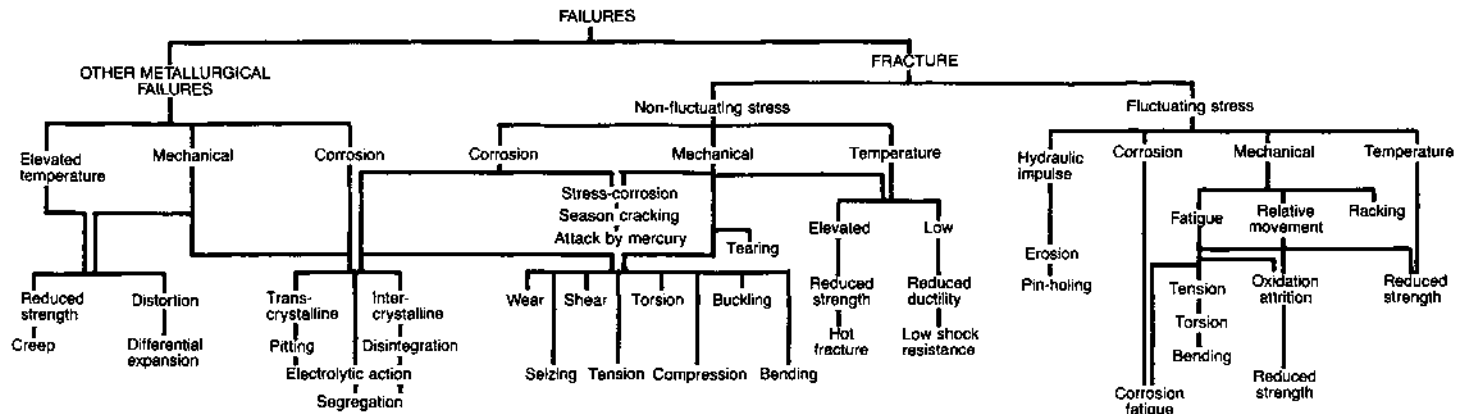 FAILURES
OTHER METALLURGICAL
FAILURES
FRACTURE
Non-fluctuating stress
Fluctuating stress
Elevated
temperature
Mechanical
Corrosion
Corrosion
Mechanical
Temperature
Hydraulic
impulse
Corrosion
Mechanical
Temperature
Stress-corrosion
Season cracking
Attack by mercury
Tearing
Elevated
Low
Fatigue
Relative
movement
Racking
Erosion
Pin-holing
Reduced
strength
Creep
Distortion
Differential
expansion
Trans-
crystalline
Pitting
Inter-
crystalline
Disintegration
Electrolytic action
Segregation
Wear
Shear
Torsion
Buckling
Seizing
Tension
Compression
Bending
Reduced
strength
Hot
fracture
Reduced
ductility
Low shock
resistance
Tension
Torsion
Bending
Oxidation
attrition
Reduced
strength
Corrosion
fatigue
Reduced
strength